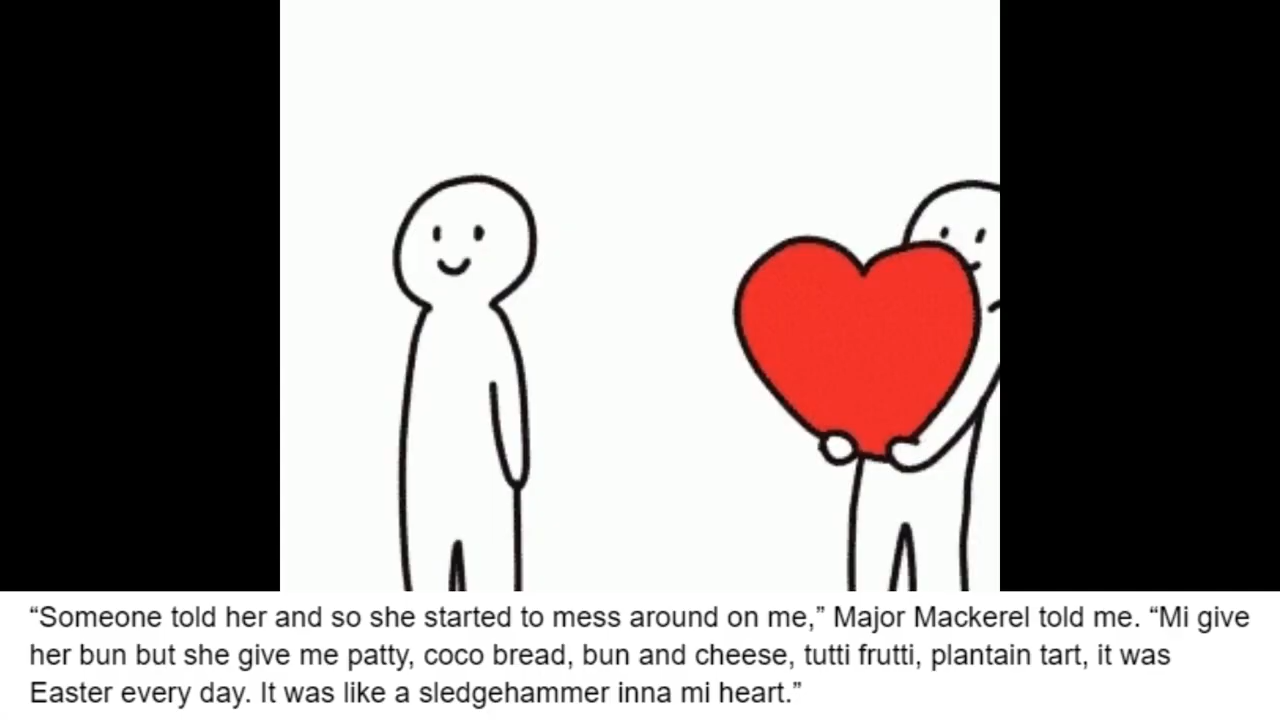 “Someone told her and so she started to mess around on me,” Major Mackerel told me. “Mi give
her bun but she give me patty, coco bread, bun and cheese, tutti frutti, plantain tart, it was
Easter every day. It was like a sledgehammer inna mi heart.”